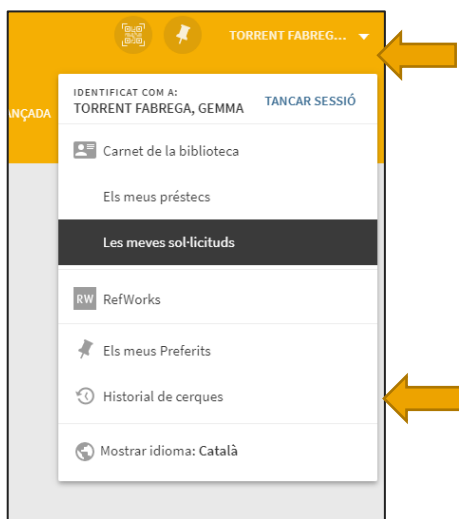 TORRENT FABREG...
NÇADA
IDENTIFICAT COM A:
TORRENT FABREGA, GEMMA
TANCAR SESSIÓ
Carnet de la biblioteca
Els meus préstecs
Les meves sol·licituds
RW RefWorks
Els meus Preferits
Historial de cerques
Mostrar idioma: Català